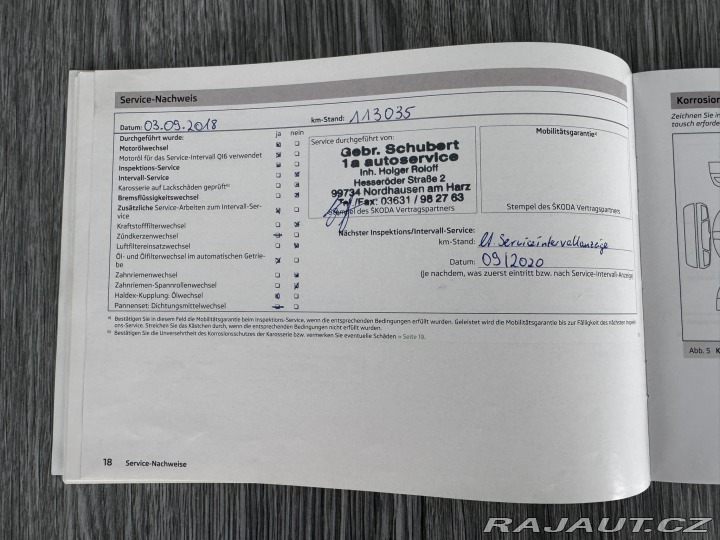 Service-Nachweis
Datum: 03.09.2018
km-Stand: 113035
Durchgeführt wurde: ja nein
Motorölwechsel
Motoröl für das Service-Intervall QI6 verwendet
Inspektions-Service
Intervall-Service
Karosserie auf Lackschäden geprüft b)
Bremsflüssigkeitswechsel
Zusätzliche Service-Arbeiten zum Intervall-Ser-
vice
Kraftstofffilterwechsel
Zündkerzenwechsel
Luftfiltereinsatzwechsel
Öl- und Ölfilterwechsel im automatischen Getrie-
be
Zahnriemenwechsel
Zahnriemen-Spannrollenwechsel
Haldex-Kupplung: Ölwechsel
Pannenset: Dichtungsmittelwechsel
Service durchgeführt von:
Gebr. Schubert
1a autoservice
Inh. Holger Roloff
Hesseröder Straße 2
99734 Nordhausen am Harz
Tel./Fax: 03631 / 98 27 63
Stempel des ŠKODA Vertragspartners
Mobilitätsgarantie a)
Stempel des ŠKODA Vertragspartners
Nächster Inspektions/Intervall-Service:
km-Stand: lt. Serviceintervallanzeige
Datum: 09/2020
(Je nachdem, was zuerst eintritt bzw. nach Service-Intervall-Anzeige)
a) Bestätigen Sie in diesem Feld die Mobilitätsgarantie beim Inspektions-Service, wenn die entsprechenden Bedingungen erfüllt wurden. Geleistet wird die Mobilitätsgarantie bis zur Fälligkeit des nächsten Inspekti-
ons-Service. Streichen Sie das Kästchen durch, wenn die entsprechenden Bedingungen nicht erfüllt wurden.
b) Bestätigen Sie die Unversehrtheit des Korrosionsschutzes der Karosserie bzw. vermerken Sie eventuelle Schäden » Seite 19.
18 Service-Nachweise
Korrosion
Zeichnen Sie in
tausch erforde
Abb. 5 K
RAJAUT.CZ